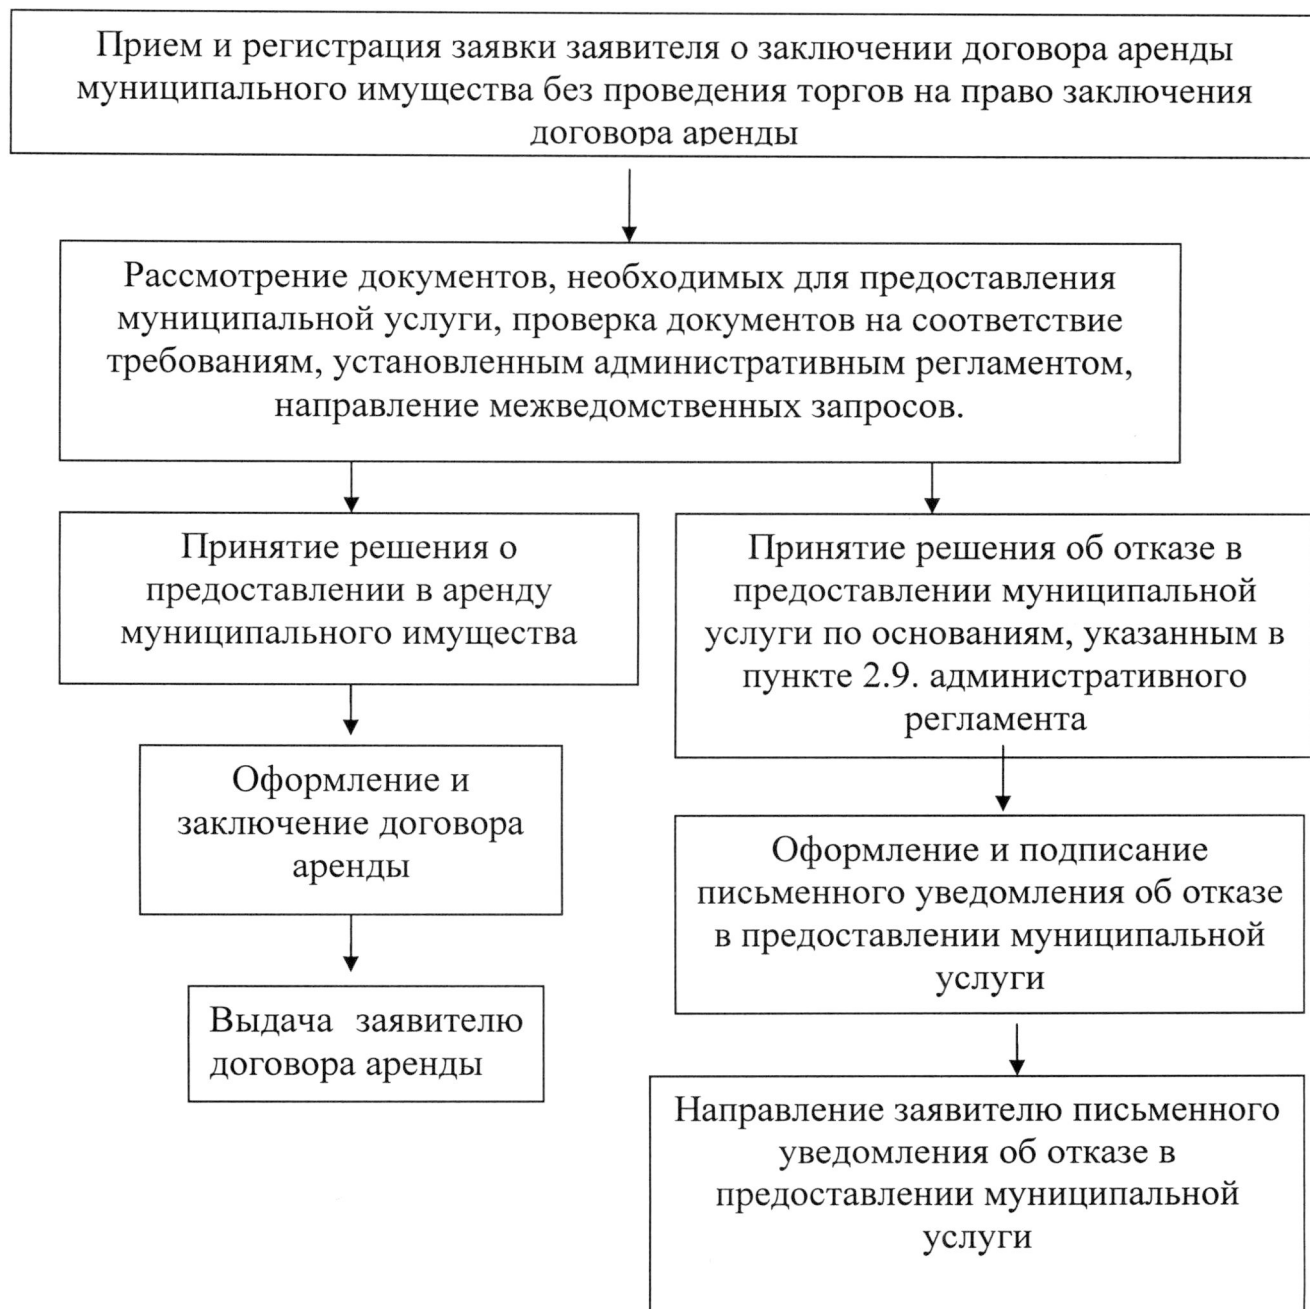 Прием и регистрация заявки заявителя о заключении договора аренды
муниципального имущества без проведения торгов на право заключения
договора аренды
Рассмотрение документов, необходимых для предоставления
муниципальной услуги, проверка документов на соответствие
требованиям, установленным административным регламентом,
направление межведомственных запросов.
Принятие решения о
предоставлении в аренду
муниципального имущества
Оформление и
заключение договора
аренды
Выдача заявителю
договора аренды
Принятие решения об отказе в
предоставлении муниципальной
услуги по основаниям, указанным в
пункте 2.9. административного
регламента
Оформление и подписание
письменного уведомления об отказе
в предоставлении муниципальной
услуги
Направление заявителю письменного
уведомления об отказе в
предоставлении муниципальной
услуги